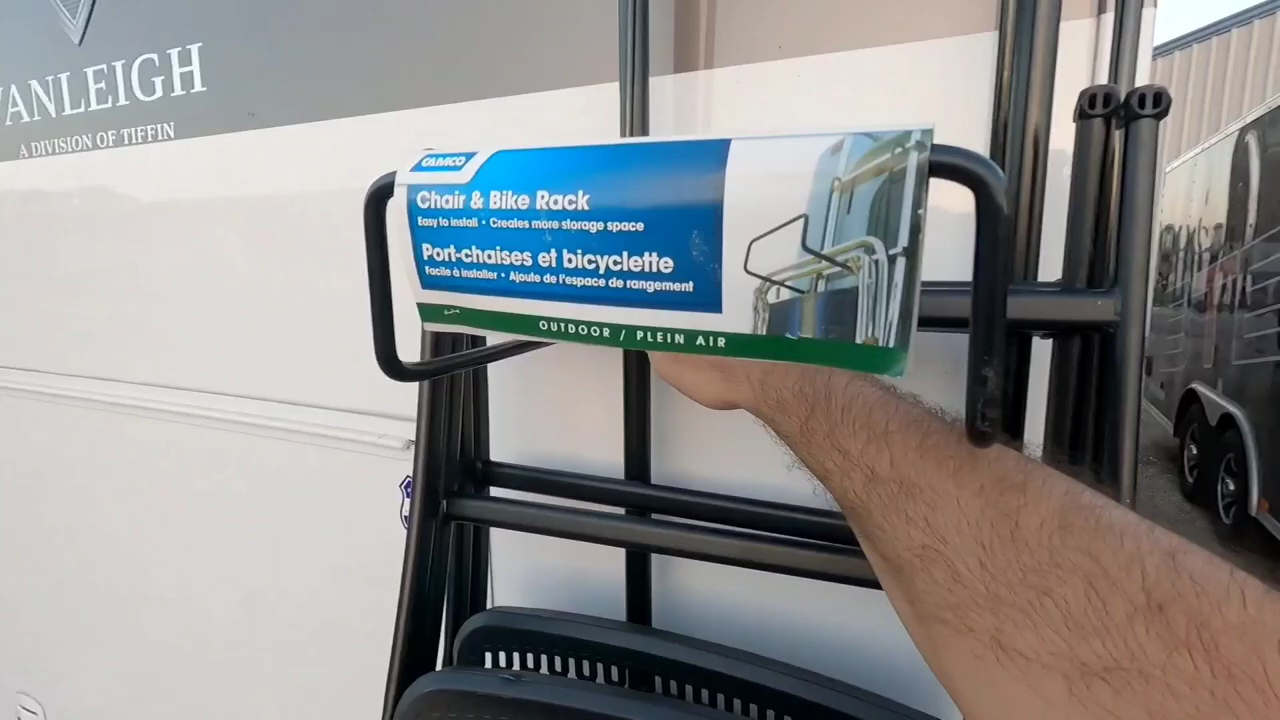 VANLEIGH
A DIVISION OF TIFFIN
CAMCO
Chair & Bike Rack
Easy to install • Creates more storage space
Port-chaises et bicyclette
Facile à installer • Ajoute de l'espace de rangement
OUTDOOR / PLEIN AIR